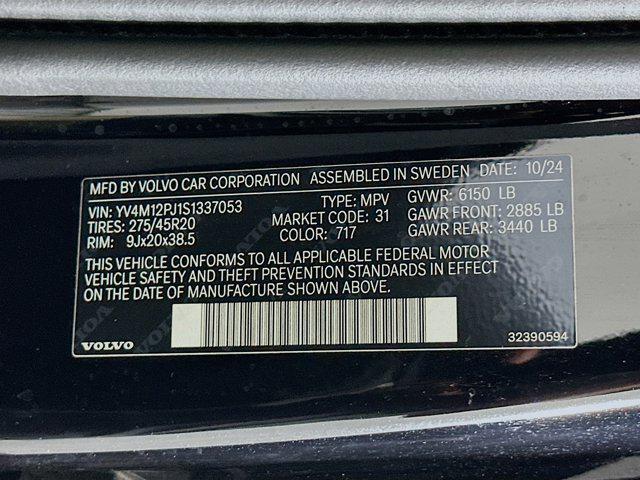 MFD BY VOLVO CAR CORPORATION ASSEMBLED IN SWEDEN DATE: 10/24
VIN: YV4M12PJ1S1337053 TYPE: MPV GVWR: 6150 LB
TIRES: 275/45R20 MARKET CODE: 31 GAWR FRONT: 2885 LB
RIM: 9Jx20x38.5 COLOR: 717 GAWR REAR: 3440 LB
THIS VEHICLE CONFORMS TO ALL APPLICABLE FEDERAL MOTOR
VEHICLE SAFETY AND THEFT PREVENTION STANDARDS IN EFFECT
ON THE DATE OF MANUFACTURE SHOWN ABOVE.
VOLVO 32390594